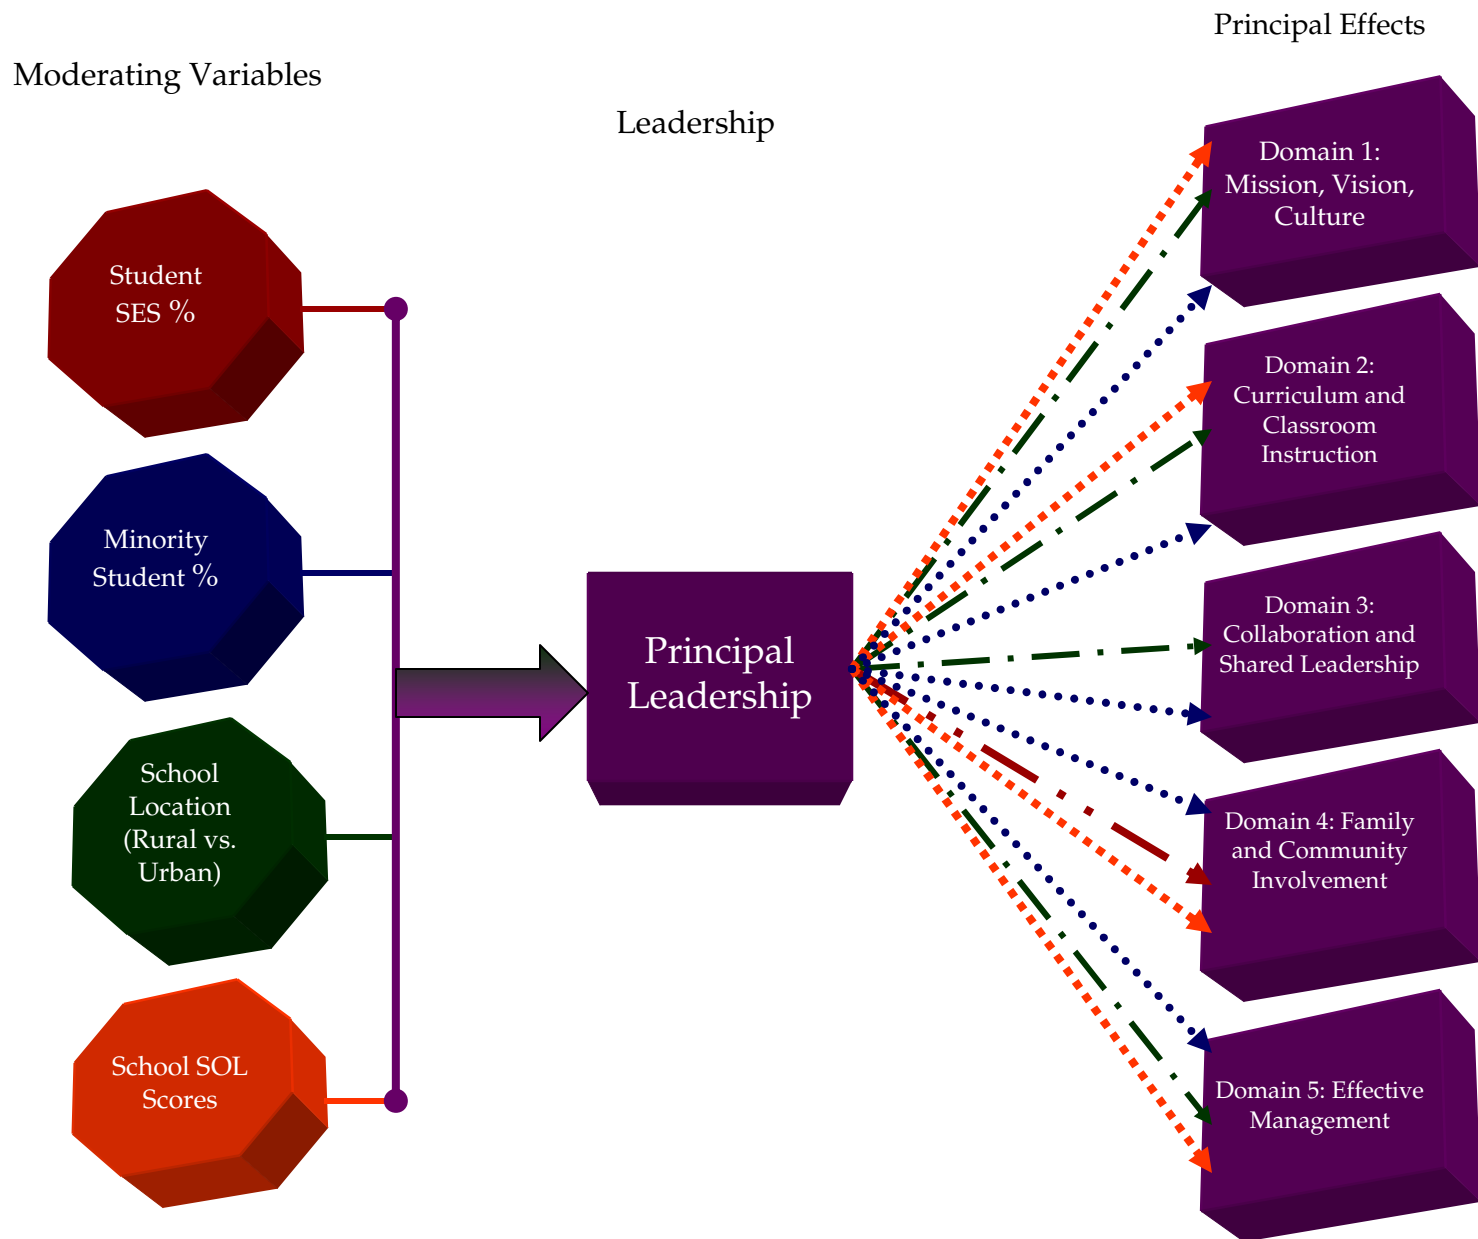 Principal Effects
Moderating Variables
Leadership
Student
SES %
Minority
Student %
School
Location
(Rural vs.
Urban)
School SOL
Scores
Principal
Leadership
Domain 1:
Mission, Vision,
Culture
Domain 2:
Curriculum and
Classroom
Instruction
Domain 3:
Collaboration and
Shared Leadership
Domain 4: Family
and Community
Involvement
Domain 5: Effective
Management